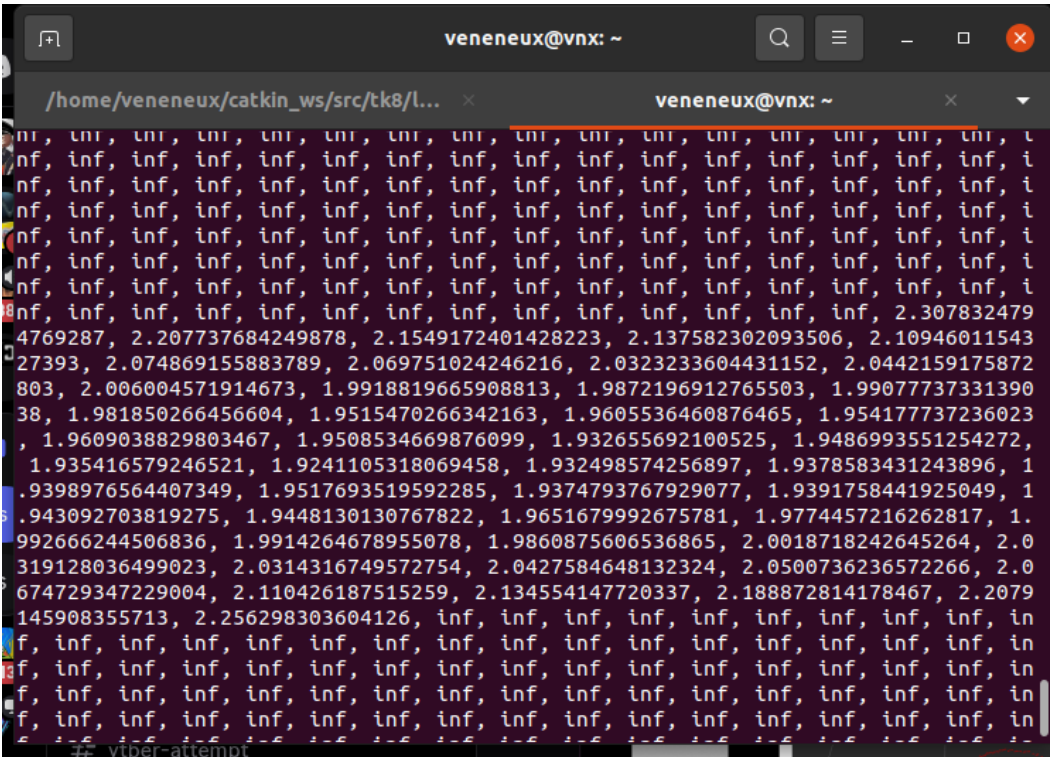 veneneux@vnx: ~
/home/veneneux/catkin_ws/src/tk8/l...
veneneux@vnx: ~
nf, inf, inf, inf, inf, inf, inf, inf, inf, inf, inf, inf, inf, inf, inf, inf, i
nf, inf, inf, inf, inf, inf, inf, inf, inf, inf, inf, inf, inf, inf, inf, inf, i
nf, inf, inf, inf, inf, inf, inf, inf, inf, inf, inf, inf, inf, inf, inf, inf, i
nf, inf, inf, inf, inf, inf, inf, inf, inf, inf, inf, inf, inf, inf, inf, inf, i
nf, inf, inf, inf, inf, inf, inf, inf, inf, inf, inf, inf, inf, inf, inf, inf, i
nf, inf, inf, inf, inf, inf, inf, inf, inf, inf, inf, inf, inf, inf, inf, inf, i
nf, inf, inf, inf, inf, inf, inf, inf, inf, inf, inf, inf, inf, inf, inf, inf, i
nf, inf, inf, inf, inf, inf, inf, inf, inf, inf, inf, inf, inf, inf, 2.307832479
4769287, 2.207737684249878, 2.1549172401428223, 2.137582302093506, 2.10946011543
27393, 2.074869155883789, 2.069751024246216, 2.0323233604431152, 2.0442159175872
803, 2.006004571914673, 1.9918819665908813, 1.9872196912765503, 1.99077737331390
38, 1.981850266456604, 1.9515470266342163, 1.9605536460876465, 1.954177737236023
, 1.9609038829803467, 1.9508534669876099, 1.932655692100525, 1.9486993551254272,
1.935416579246521, 1.9241105318069458, 1.932498574256897, 1.9378583431243896, 1
.9398976564407349, 1.9517693519592285, 1.9374793767929077, 1.9391758441925049, 1
.943092703819275, 1.9448130130767822, 1.9651679992675781, 1.9774457216262817, 1.
992666244506836, 1.9914264678955078, 1.9860875606536865, 2.0018718242645264, 2.0
319128036499023, 2.0314316749572754, 2.0427584648132324, 2.0500736236572266, 2.0
674729347229004, 2.110426187515259, 2.134554147720337, 2.188872814178467, 2.2079
145908355713, 2.256298303604126, inf, inf, inf, inf, inf, inf, inf, inf, inf, in
f, inf, inf, inf, inf, inf, inf, inf, inf, inf, inf, inf, inf, inf, inf, inf, in
f, inf, inf, inf, inf, inf, inf, inf, inf, inf, inf, inf, inf, inf, inf, inf, in
f, inf, inf, inf, inf, inf, inf, inf, inf, inf, inf, inf, inf, inf, inf, inf, in
f, inf, inf, inf, inf, inf, inf, inf, inf, inf, inf, inf, inf, inf, inf, inf, in
# ytber-attempt